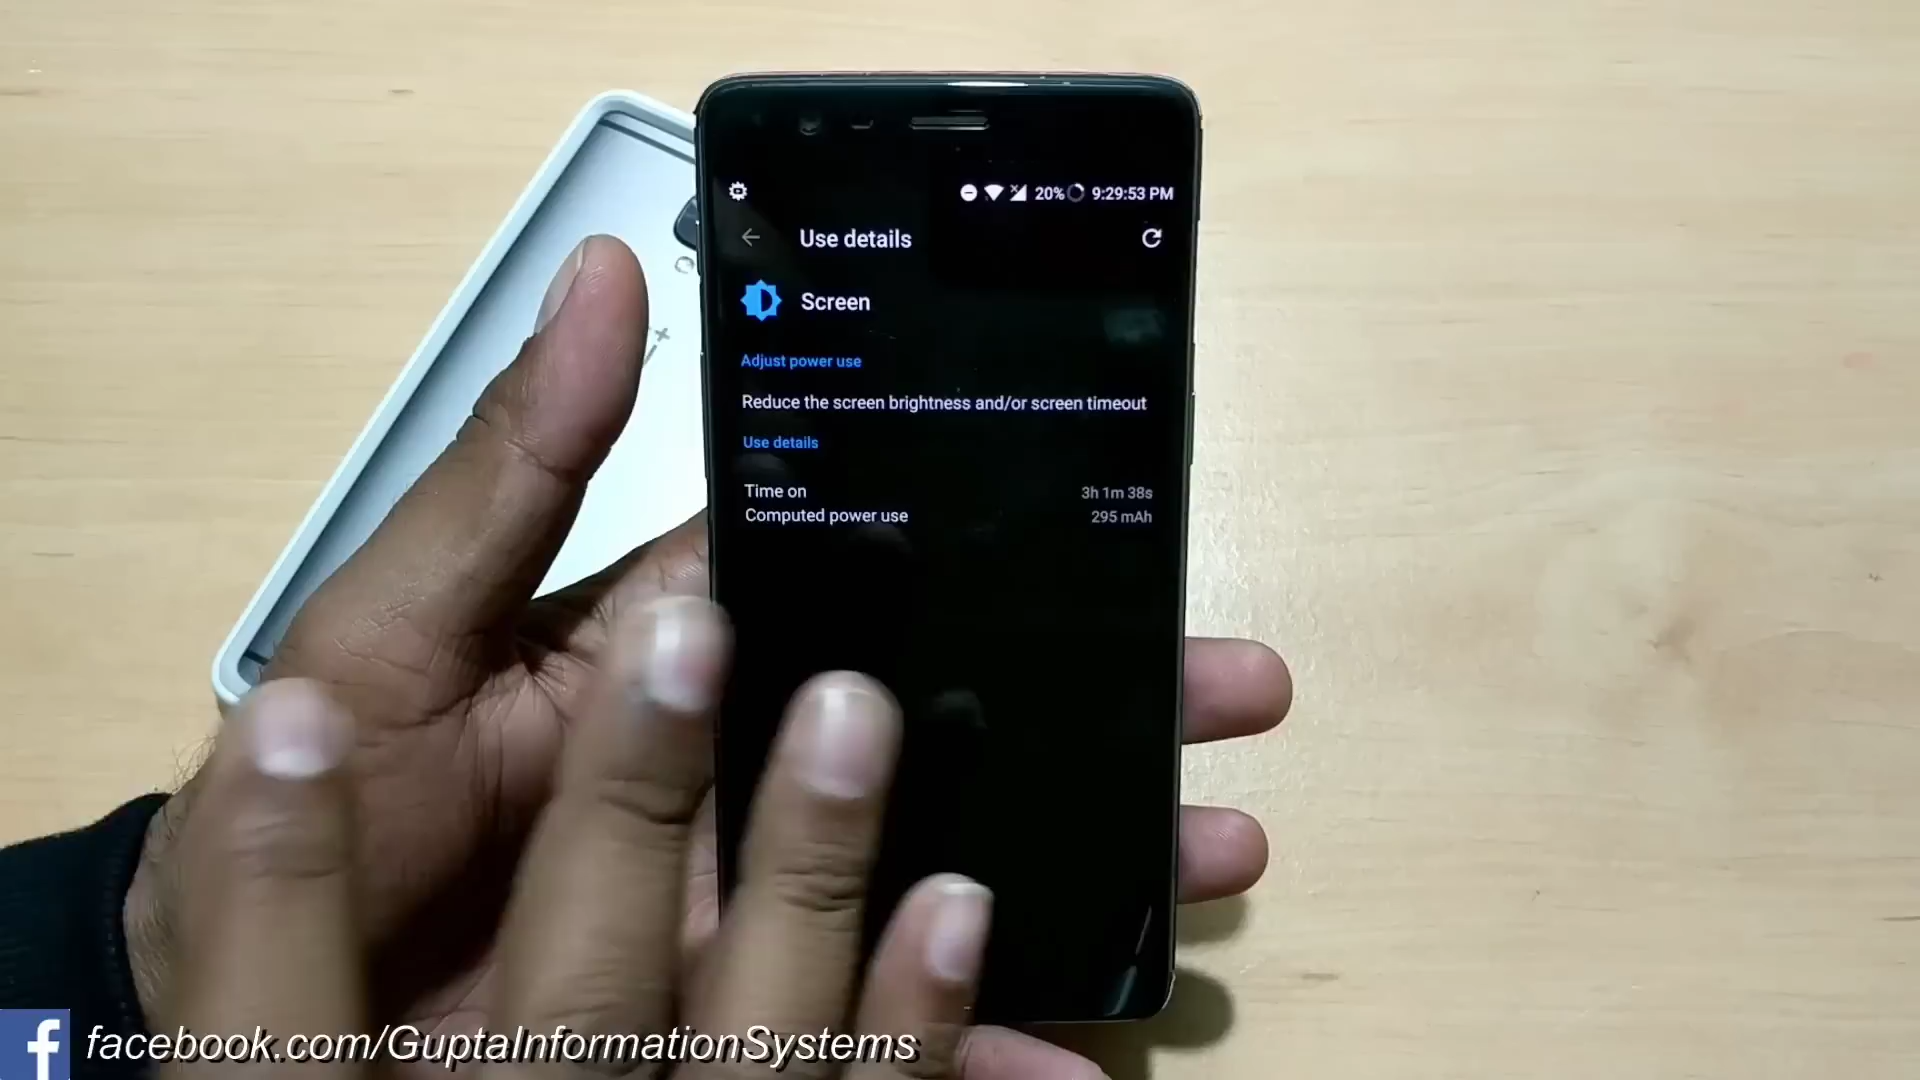 20% 9:29:53 PM
Use details
Screen
Adjust power use
Reduce the screen brightness and/or screen timeout
Use details
Time on 3h 1m 38s
Computed power use 295 mAh
f facebook.com/GuptaInformationSystems